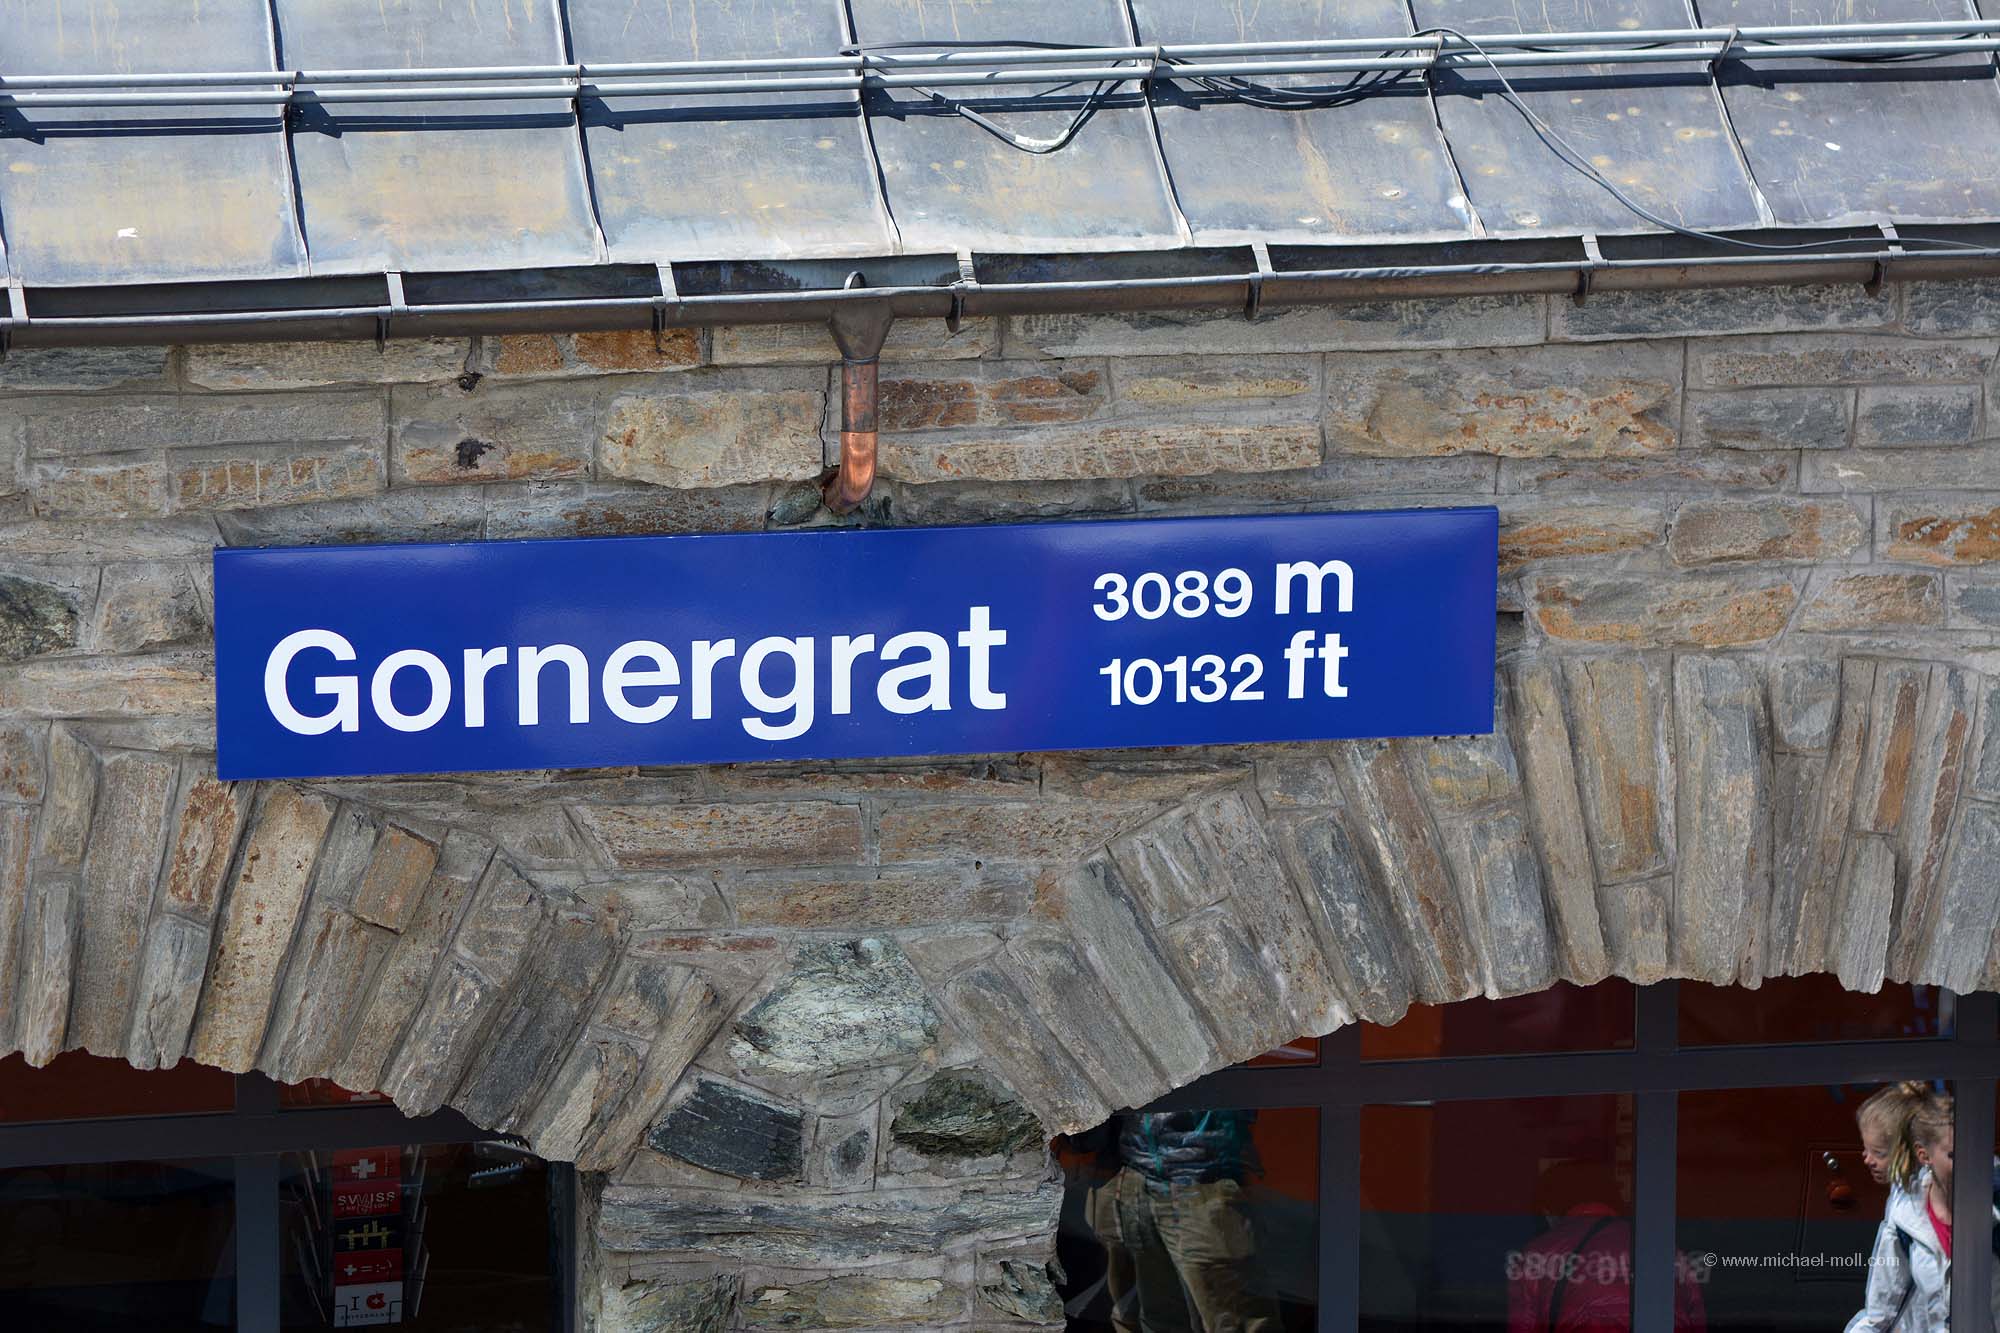 Gornergrat
3089 m
10132 ft
SWISS
I
© www.michael-moll.com